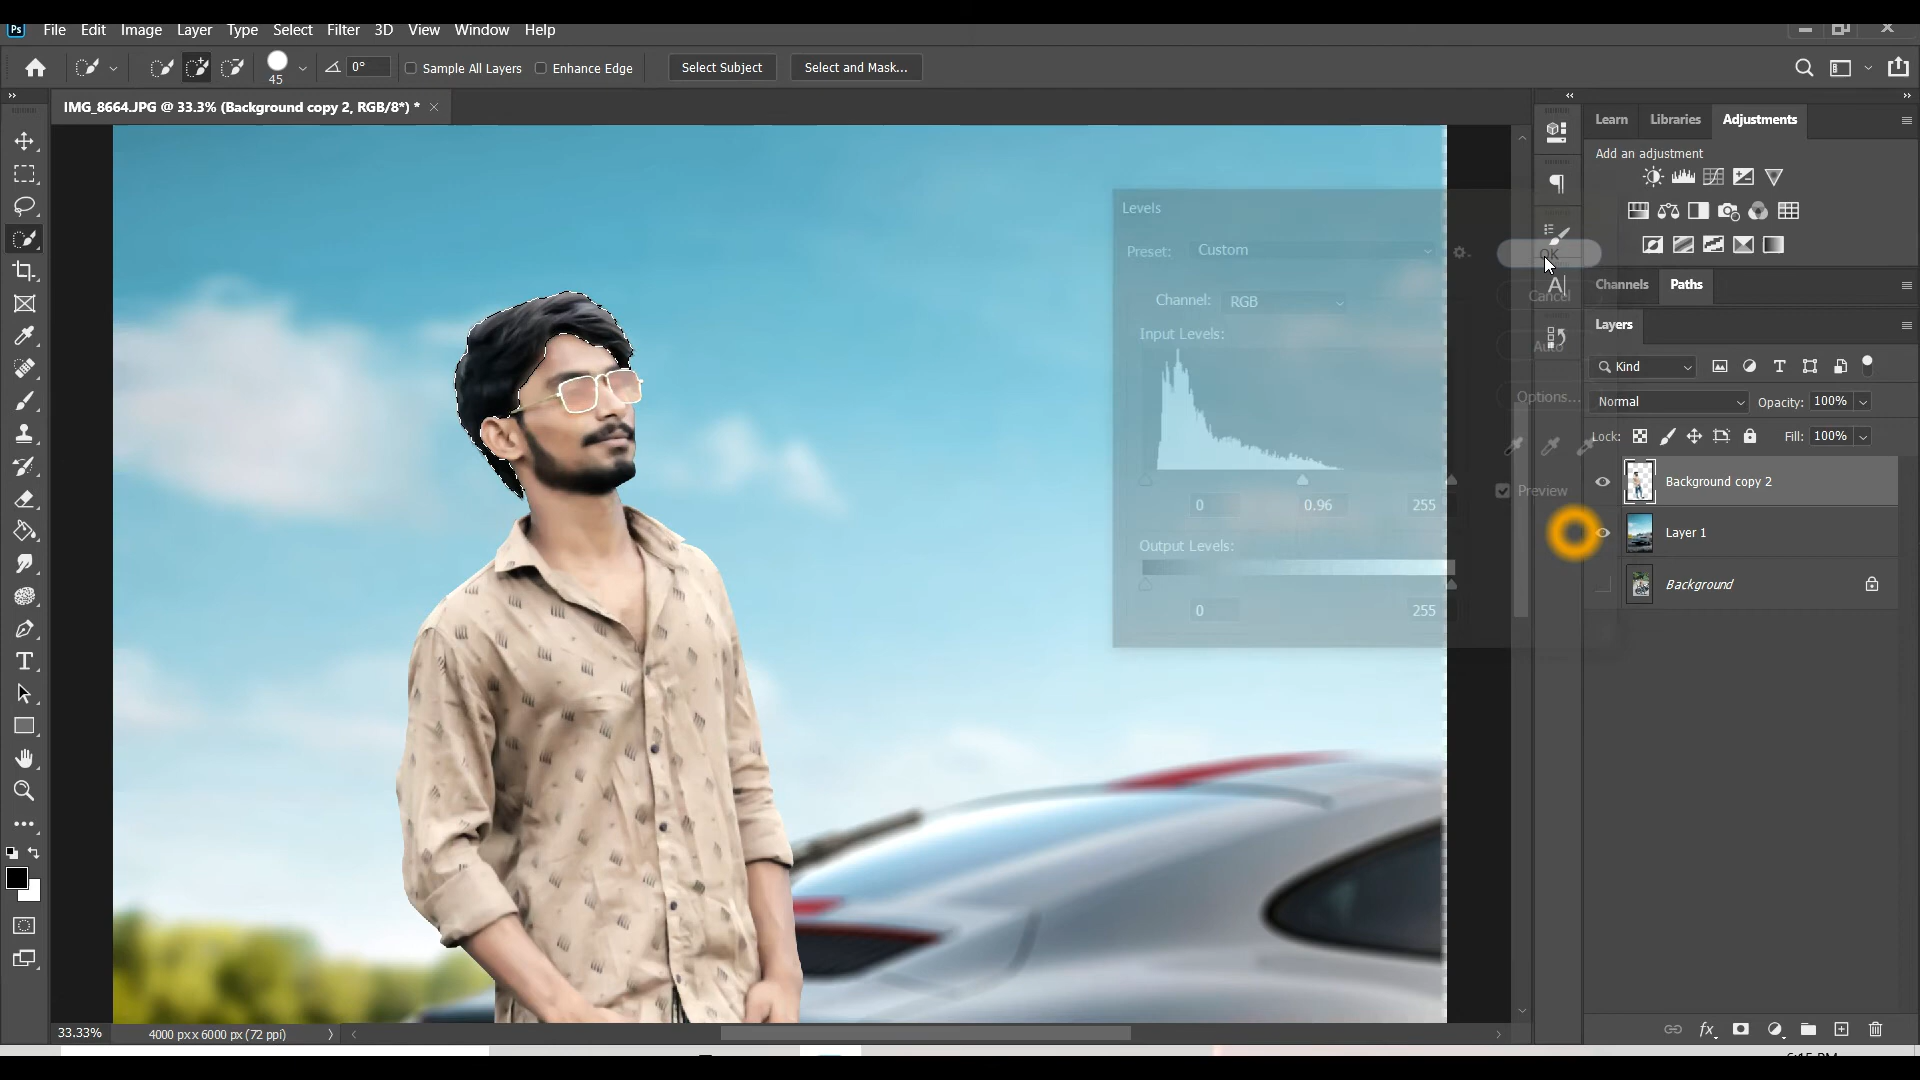 Ps File Edit Image Layer Type Select Filter 3D View Window Help
45 0° Sample All Layers Enhance Edge Select Subject Select and Mask...
IMG_8664.JPG @ 33.3% (Background copy 2, RGB/8*) *
Learn Libraries Adjustments
Add an adjustment
Channels Paths
Layers
Kind
Normal Opacity: 100%
Lock: Fill: 100%
Background copy 2
Layer 1
Background
Levels
Preset: Custom
OK
Channel: RGB
Cancel
Input Levels:
Auto
Options...
Preview
0 0.96 255
Output Levels:
0 255
33.33% 4000 px x 6000 px (72 ppi)